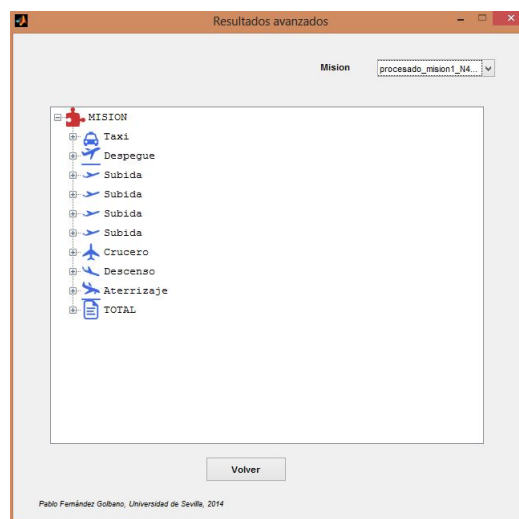 Resultados avanzados
Mision
procesado_mision1_N4...
MISION
Taxi
Despegue
Subida
Subida
Subida
Subida
Crucero
Descenso
Aterrizaje
TOTAL
Volver
Pablo Fernández Golbano, Universidad de Sevilla, 2014